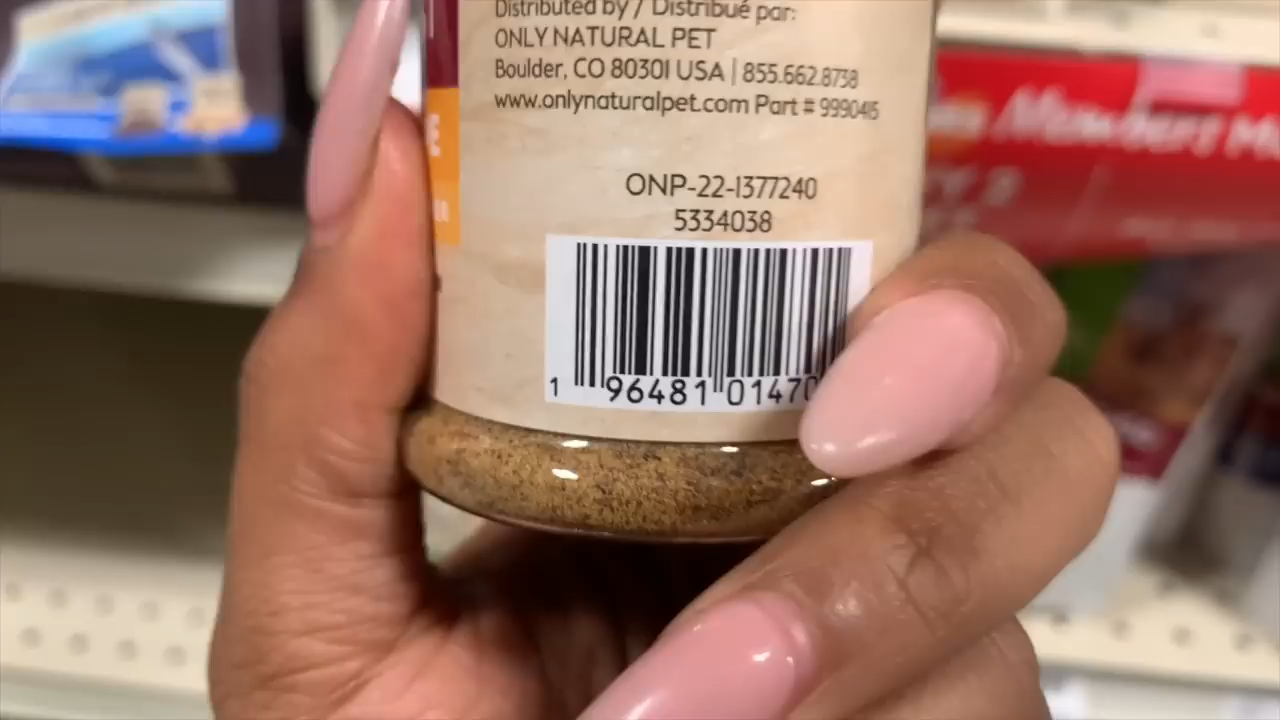 Distributed by / Distribué par:
ONLY NATURAL PET
Boulder, CO 80301 USA | 855.662.8738
www.onlynaturalpet.com Part # 999045
E
ONP-22-1377240
5334038
1 96481 01470